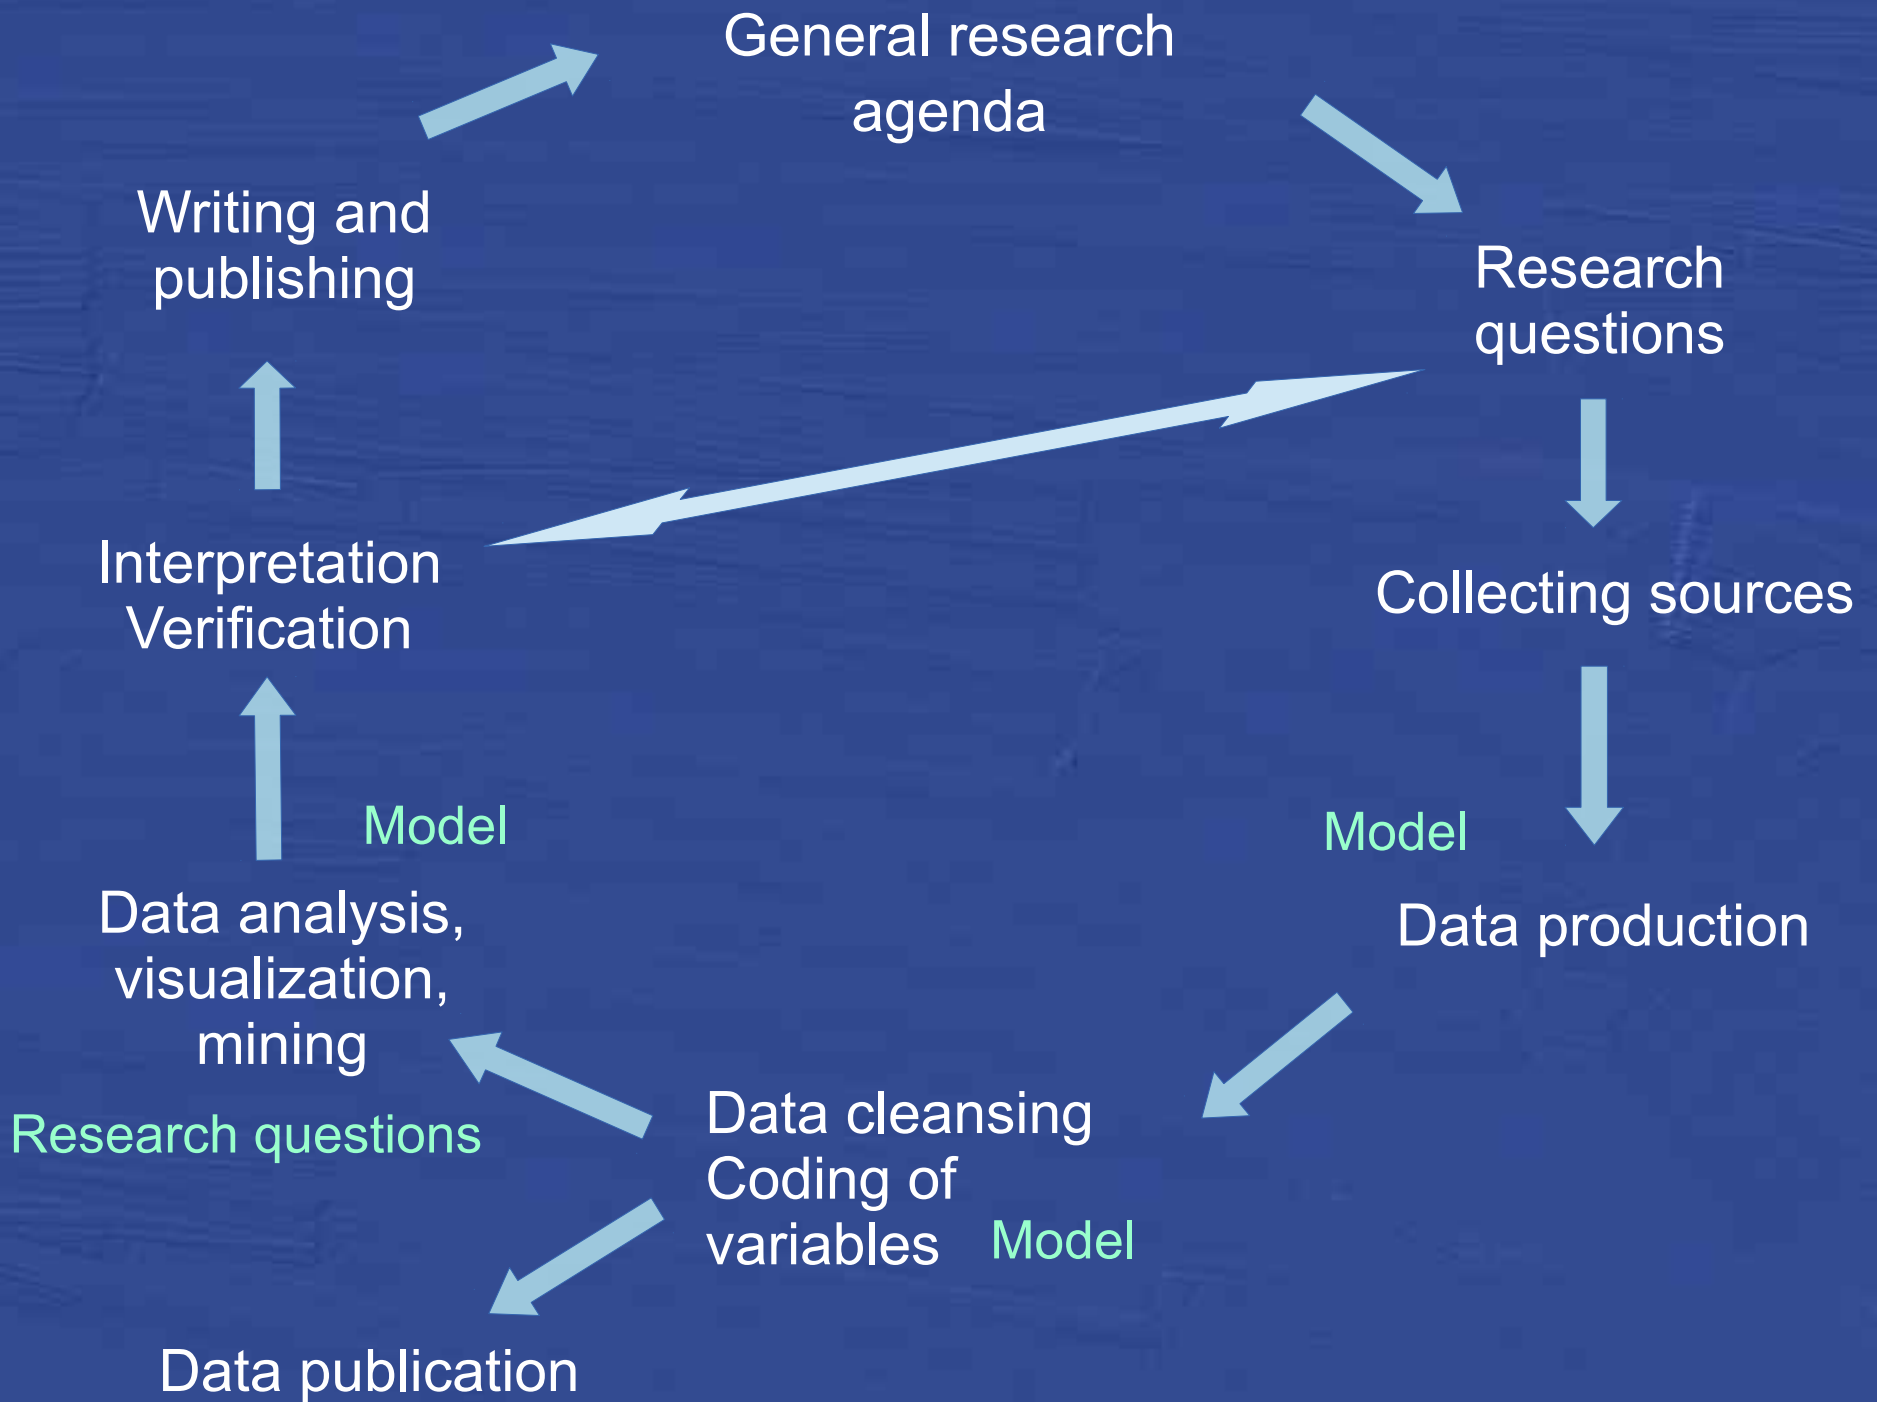 General research
agenda
Writing and
publishing
Research
questions
Interpretation
Verification
Collecting sources
Model
Model
Data analysis,
visualization,
mining
Data production
Research questions
Data cleansing
Coding of
variables
Model
Data publication